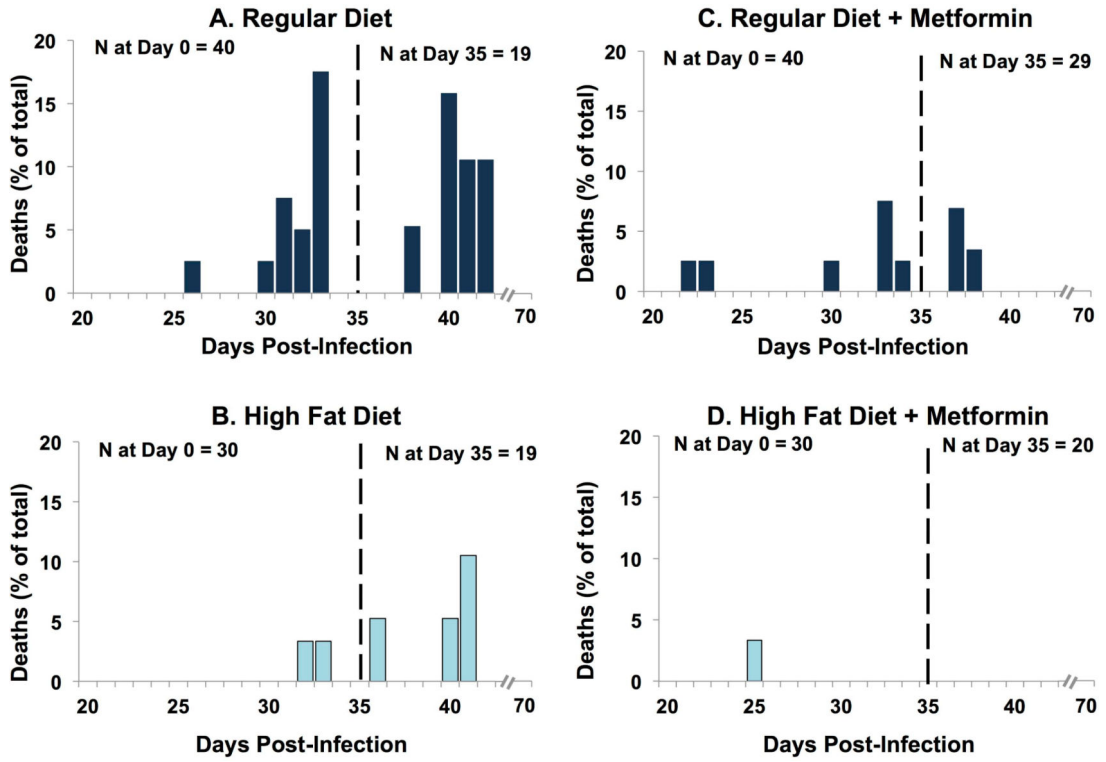 A. Regular Diet
N at Day 0 = 40
N at Day 35 = 19
Deaths (% of total)
20
15
10
5
0
20 25 30 35 40 70
Days Post-Infection
C. Regular Diet + Metformin
N at Day 0 = 40
N at Day 35 = 29
Deaths (% of total)
20
15
10
5
0
20 25 30 35 40 70
Days Post-Infection
B. High Fat Diet
N at Day 0 = 30
N at Day 35 = 19
Deaths (% of total)
20
15
10
5
0
20 25 30 35 40 70
Days Post-Infection
D. High Fat Diet + Metformin
N at Day 0 = 30
N at Day 35 = 20
Deaths (% of total)
20
15
10
5
0
20 25 30 35 40 70
Days Post-Infection